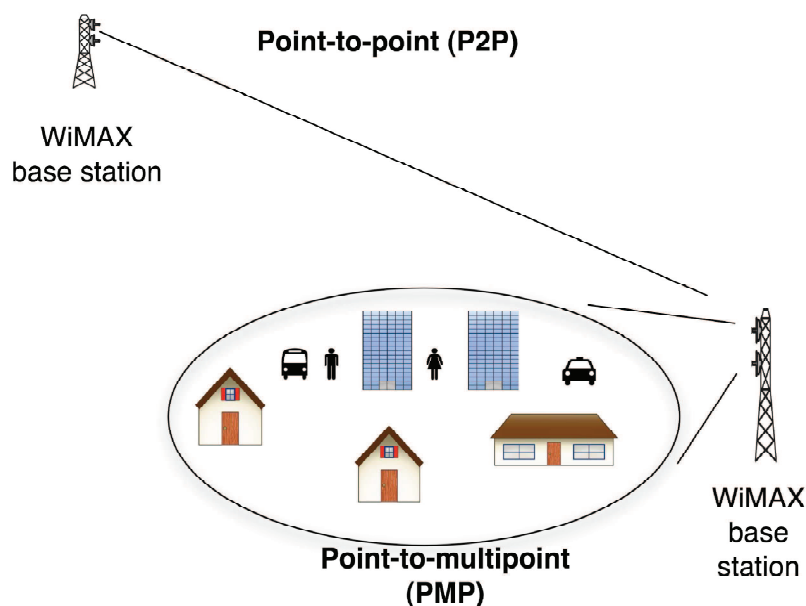 Point-to-point (P2P)
WiMAX
base station
WiMAX
base
station
Point-to-multipoint
(PMP)